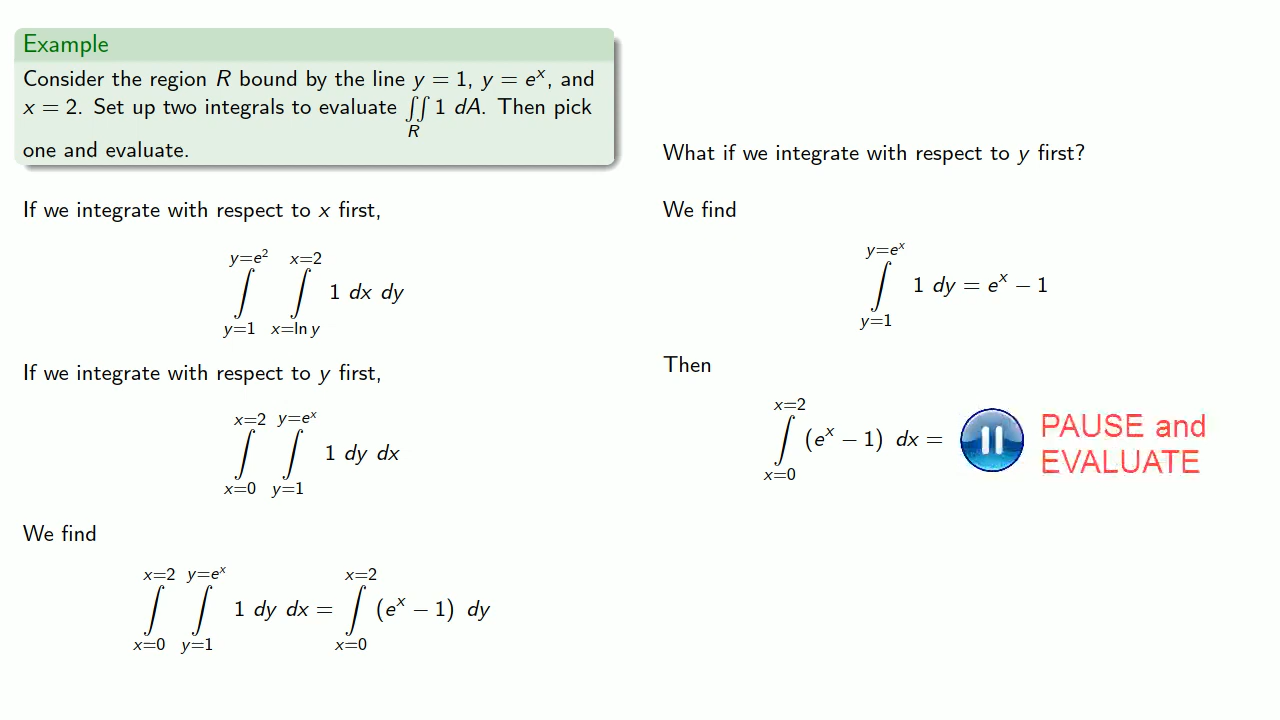 Example
Consider the region R bound by the line y = 1, y = e^x, and
x = 2. Set up two integrals to evaluate ∬_R 1 dA. Then pick
one and evaluate.
If we integrate with respect to x first,
∫_{y=1}^{y=e^2} ∫_{x=ln y}^{x=2} 1 dx dy
If we integrate with respect to y first,
∫_{x=0}^{x=2} ∫_{y=1}^{y=e^x} 1 dy dx
We find
∫_{x=0}^{x=2} ∫_{y=1}^{y=e^x} 1 dy dx = ∫_{x=0}^{x=2} (e^x − 1) dy
What if we integrate with respect to y first?
We find
∫_{y=1}^{y=e^x} 1 dy = e^x − 1
Then
∫_{x=0}^{x=2} (e^x − 1) dx =
PAUSE and
EVALUATE